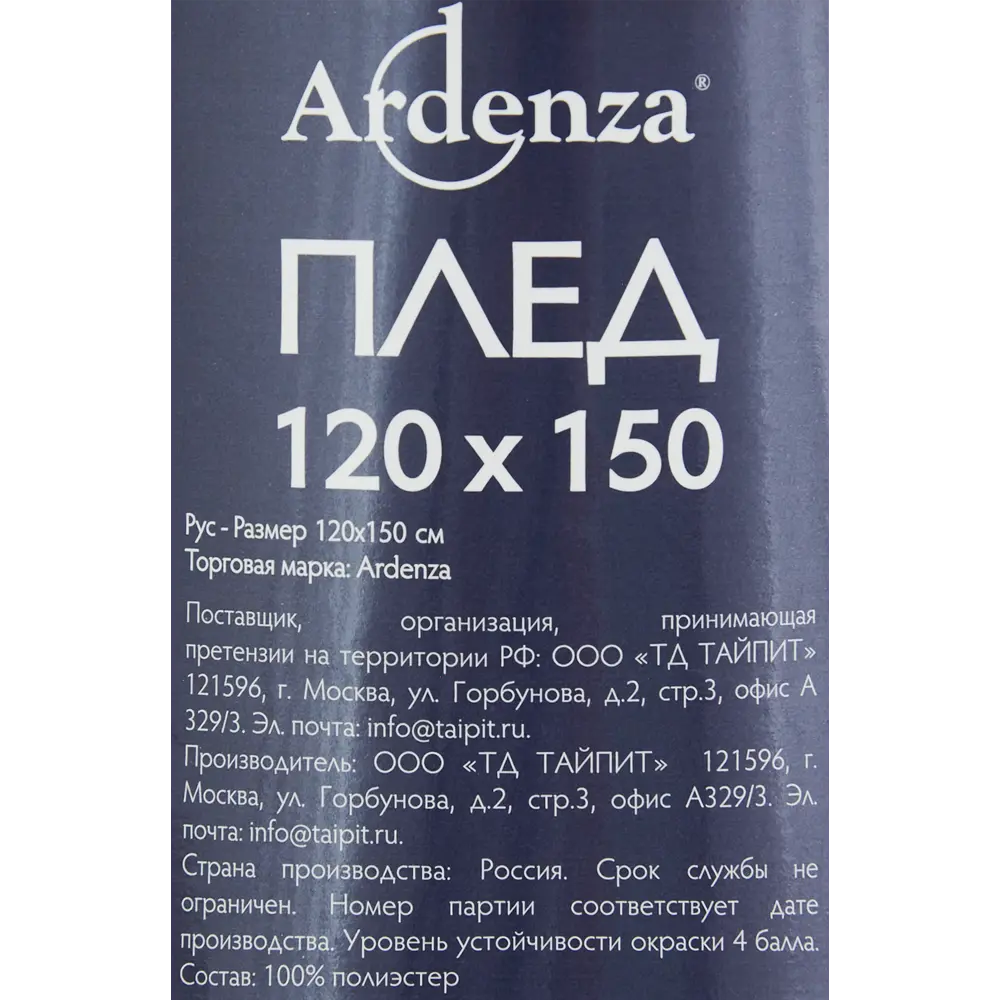 Ardenza®
ПЛЕД
120 x 150
Рус - Размер 120х150 см
Торговая марка: Ardenza
Поставщик, организация, принимающая
претензии на территории РФ: ООО «ТД ТАЙПИТ»
121596, г. Москва, ул. Горбунова, д.2, стр.3, офис А
329/3. Эл. почта: info@taipit.ru.
Производитель: ООО «ТД ТАЙПИТ» 121596, г.
Москва, ул. Горбунова, д.2, стр.3, офис А329/3. Эл.
почта: info@taipit.ru.
Страна производства: Россия. Срок службы не
ограничен. Номер партии соответствует дате
производства. Уровень устойчивости окраски 4 балла.
Состав: 100% полиэстер